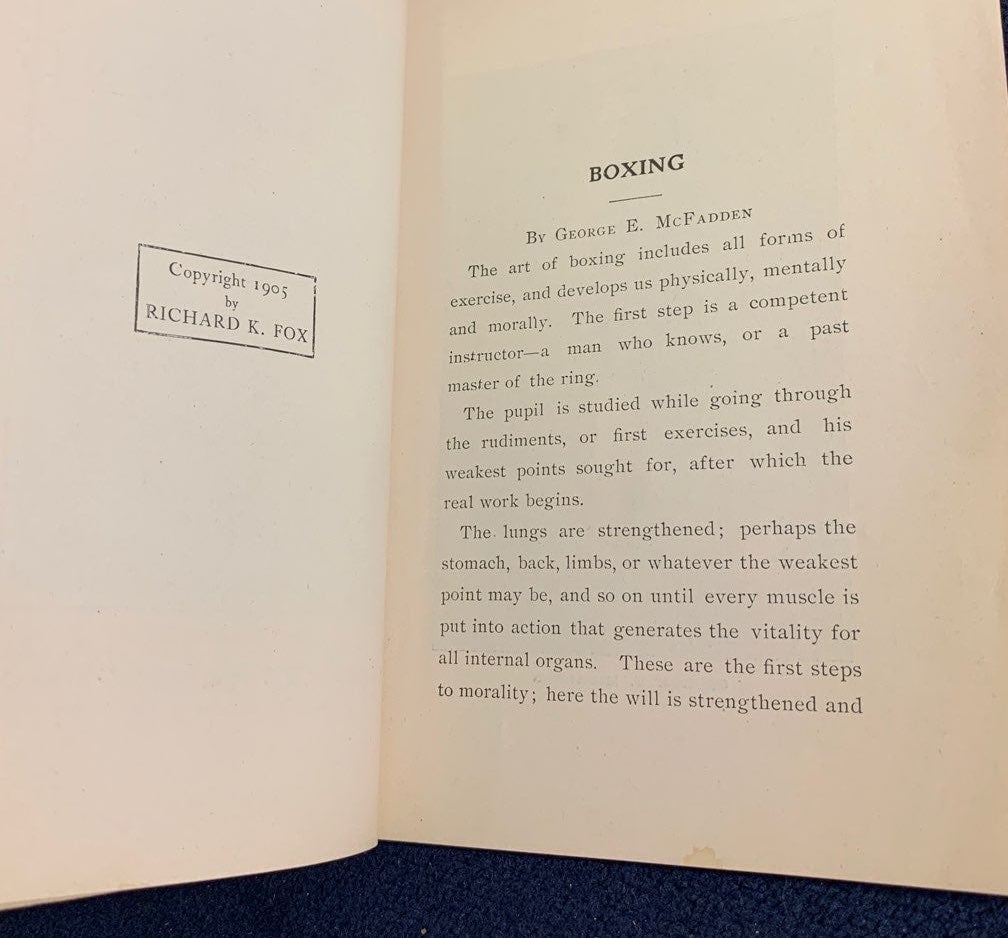 Copyright 1905
by
RICHARD K. FOX
BOXING
By George E. McFadden
The art of boxing includes all forms of
exercise, and develops us physically, mentally
and morally. The first step is a competent
instructor—a man who knows, or a past
master of the ring.
The pupil is studied while going through
the rudiments, or first exercises, and his
weakest points sought for, after which the
real work begins.
The lungs are strengthened; perhaps the
stomach, back, limbs, or whatever the weakest
point may be, and so on until every muscle is
put into action that generates the vitality for
all internal organs. These are the first steps
to morality; here the will is strengthened and